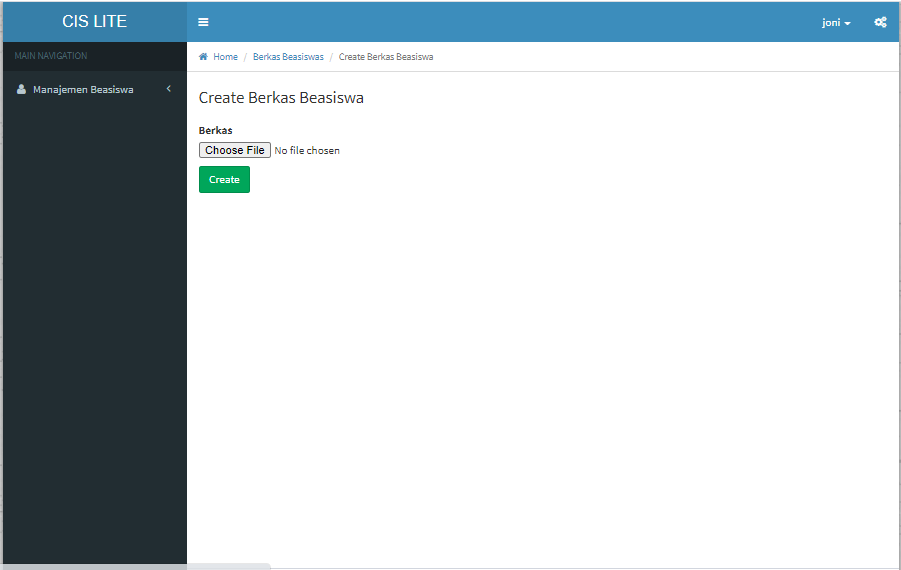 CIS LITE
joni
MAIN NAVIGATION
Manajemen Beasiswa
Home / Berkas Beasiswas / Create Berkas Beasiswa
Create Berkas Beasiswa
Berkas
Choose File No file chosen
Create